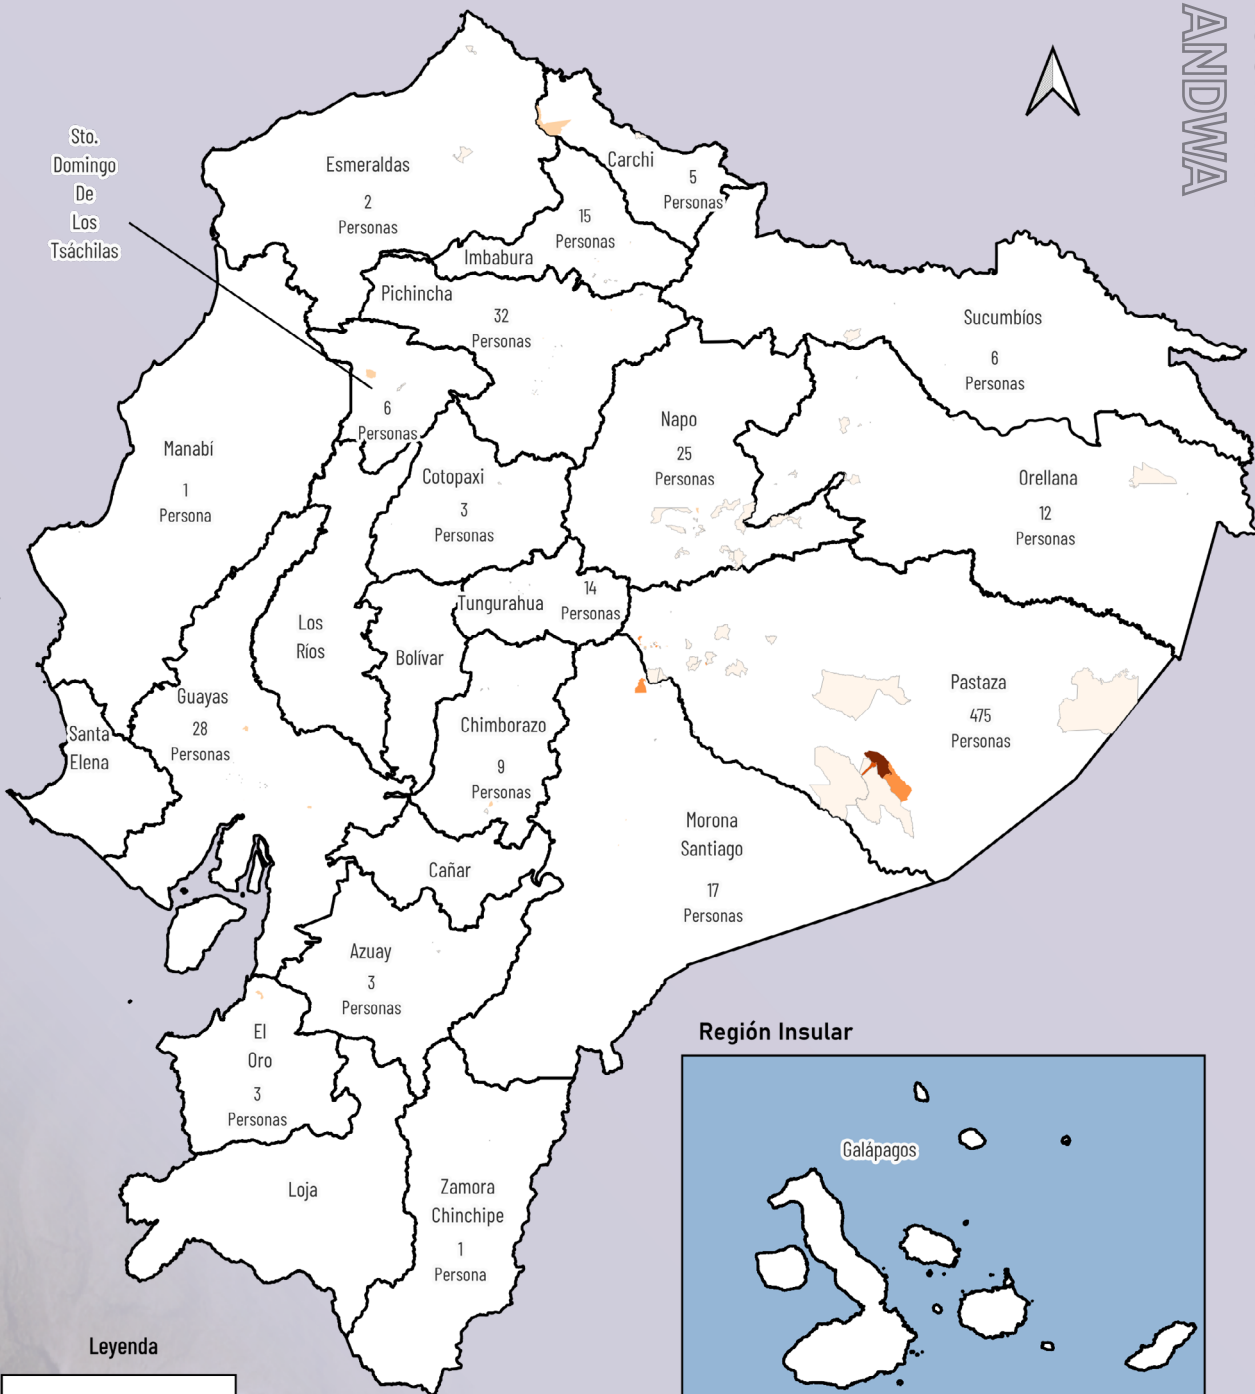 ANDWA
Sto.
Domingo
De
Los
Tsáchilas
Esmeraldas
2
Personas
Carchi
5
Personas
15
Personas
Imbabura
Pichincha
32
Personas
Sucumbíos
6
Personas
6
Personas
Manabí
1
Persona
Napo
25
Personas
Cotopaxi
3
Personas
Orellana
12
Personas
Tungurahua
14
Personas
Los
Ríos
Bolívar
Pastaza
475
Personas
Guayas
28
Personas
Santa
Elena
Chimborazo
9
Personas
Morona
Santiago
17
Personas
Cañar
Azuay
3
Personas
El
Oro
3
Personas
Loja
Zamora
Chinchipe
1
Persona
Región Insular
Galápagos
Leyenda